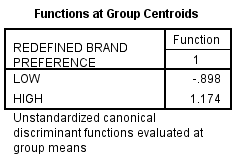 Functions at Group Centroids
Function
REDEFINED BRAND
PREFERENCE
1
LOW -.898
HIGH 1.174
Unstandardized canonical
discriminant functions evaluated at
group means